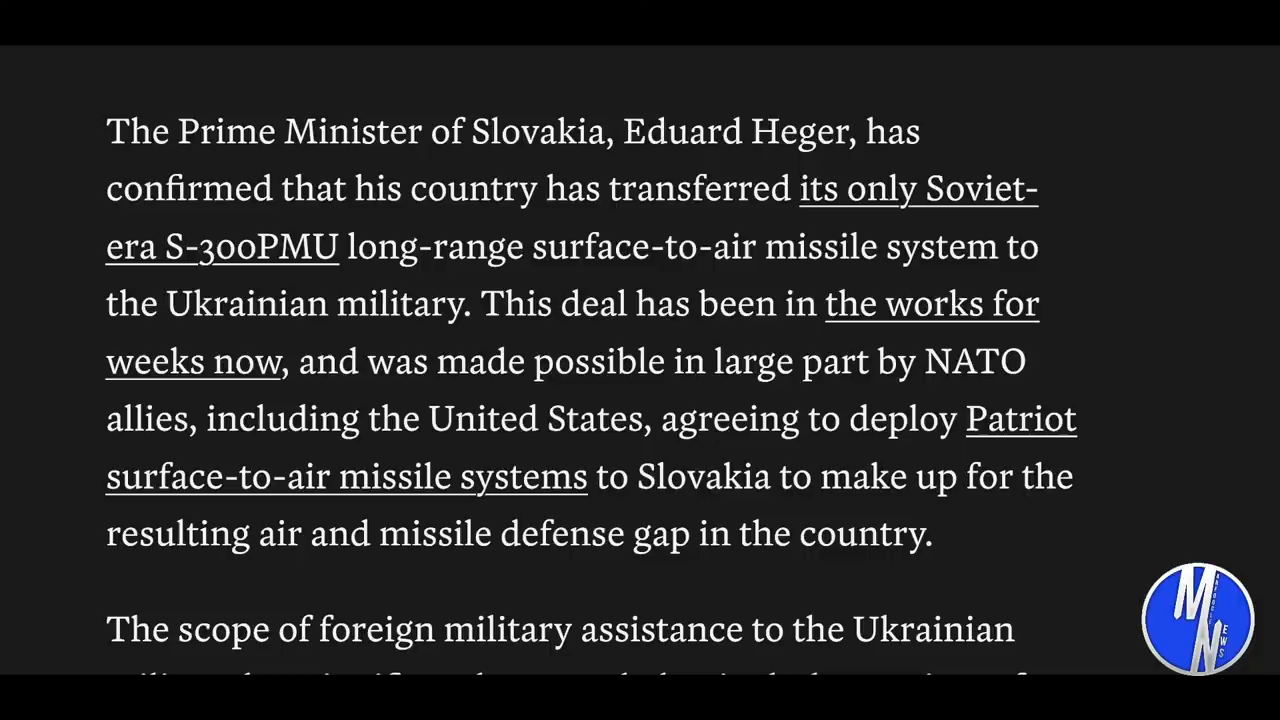 The Prime Minister of Slovakia, Eduard Heger, has
confirmed that his country has transferred its only Soviet-
era S-300PMU long-range surface-to-air missile system to
the Ukrainian military. This deal has been in the works for
weeks now, and was made possible in large part by NATO
allies, including the United States, agreeing to deploy Patriot
surface-to-air missile systems to Slovakia to make up for the
resulting air and missile defense gap in the country.
The scope of foreign military assistance to the Ukrainian